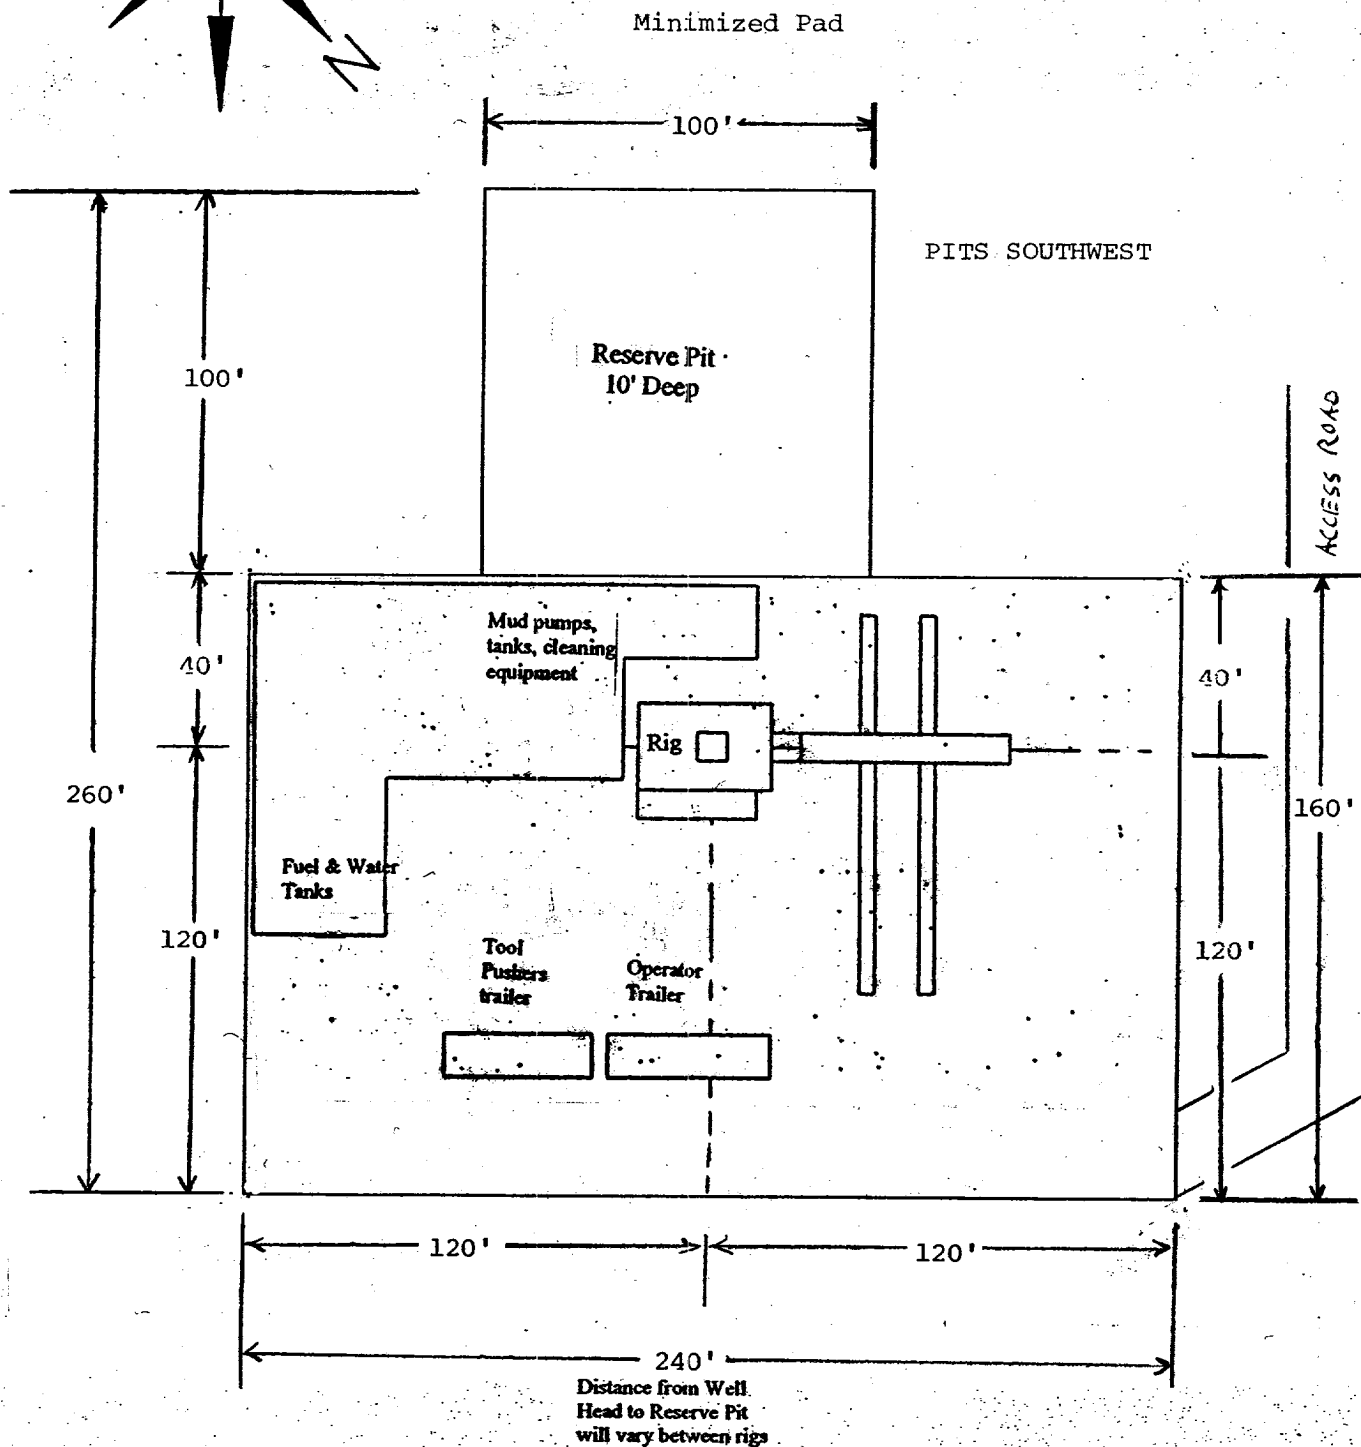 Minimized Pad
N
100'
PITS SOUTHWEST
Reserve Pit
10' Deep
100'
ACCESS ROAD
Mud pumps,
tanks, cleaning
equipment
40'
40'
Rig
260'
160'
Fuel & Water
Tanks
120'
120'
Tool
Pushers
trailer
Operator
Trailer
120'
120'
240'
Distance from Well
Head to Reserve Pit
will vary between rigs